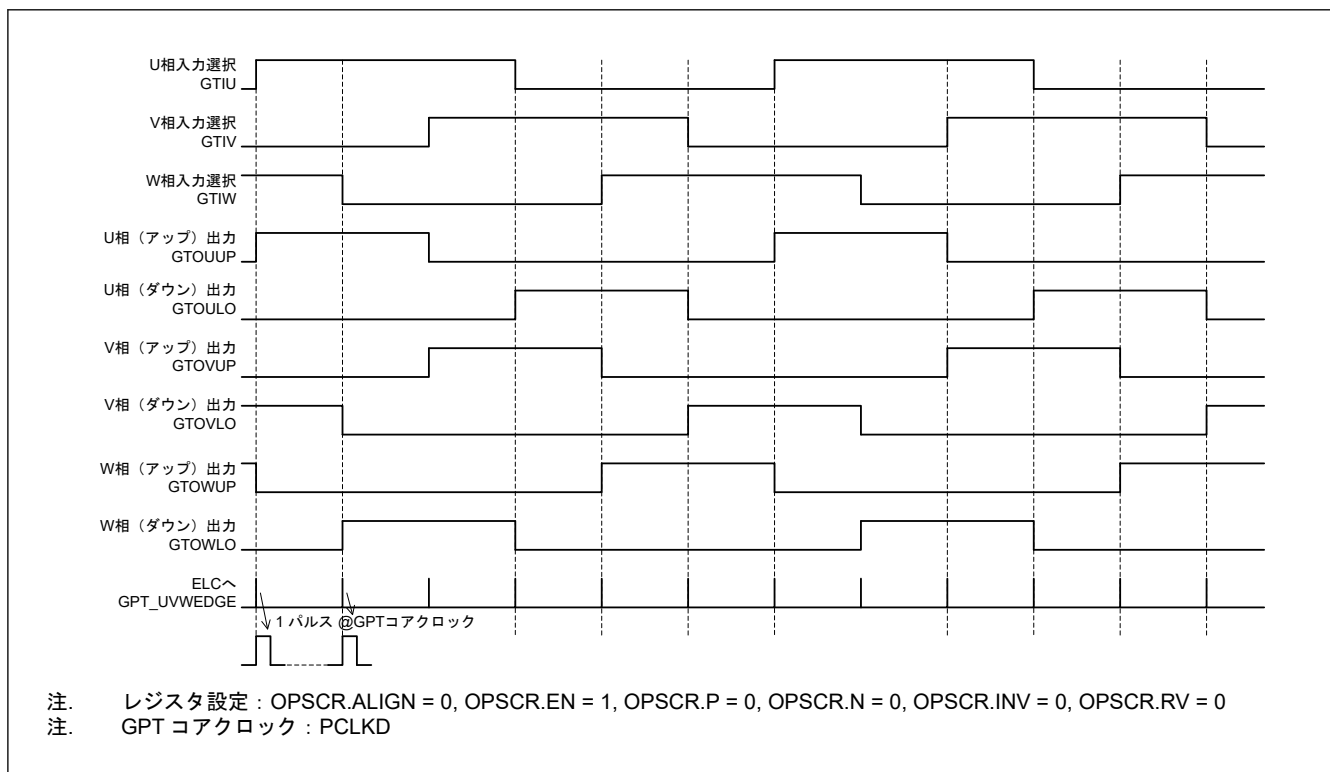 U相入力選択
GTIU
V相入力選択
GTIV
W相入力選択
GTIW
U相（アップ）出力
GTOUUP
U相（ダウン）出力
GTOULO
V相（アップ）出力
GTOVUP
V相（ダウン）出力
GTOVLO
W相（アップ）出力
GTOWUP
W相（ダウン）出力
GTOWLO
ELCへ
GPT_UVWEDGE
1 パルス @GPTコアクロック
注. レジスタ設定：OPSCR.ALIGN = 0, OPSCR.EN = 1, OPSCR.P = 0, OPSCR.N = 0, OPSCR.INV = 0, OPSCR.RV = 0
注. GPT コアクロック：PCLKD